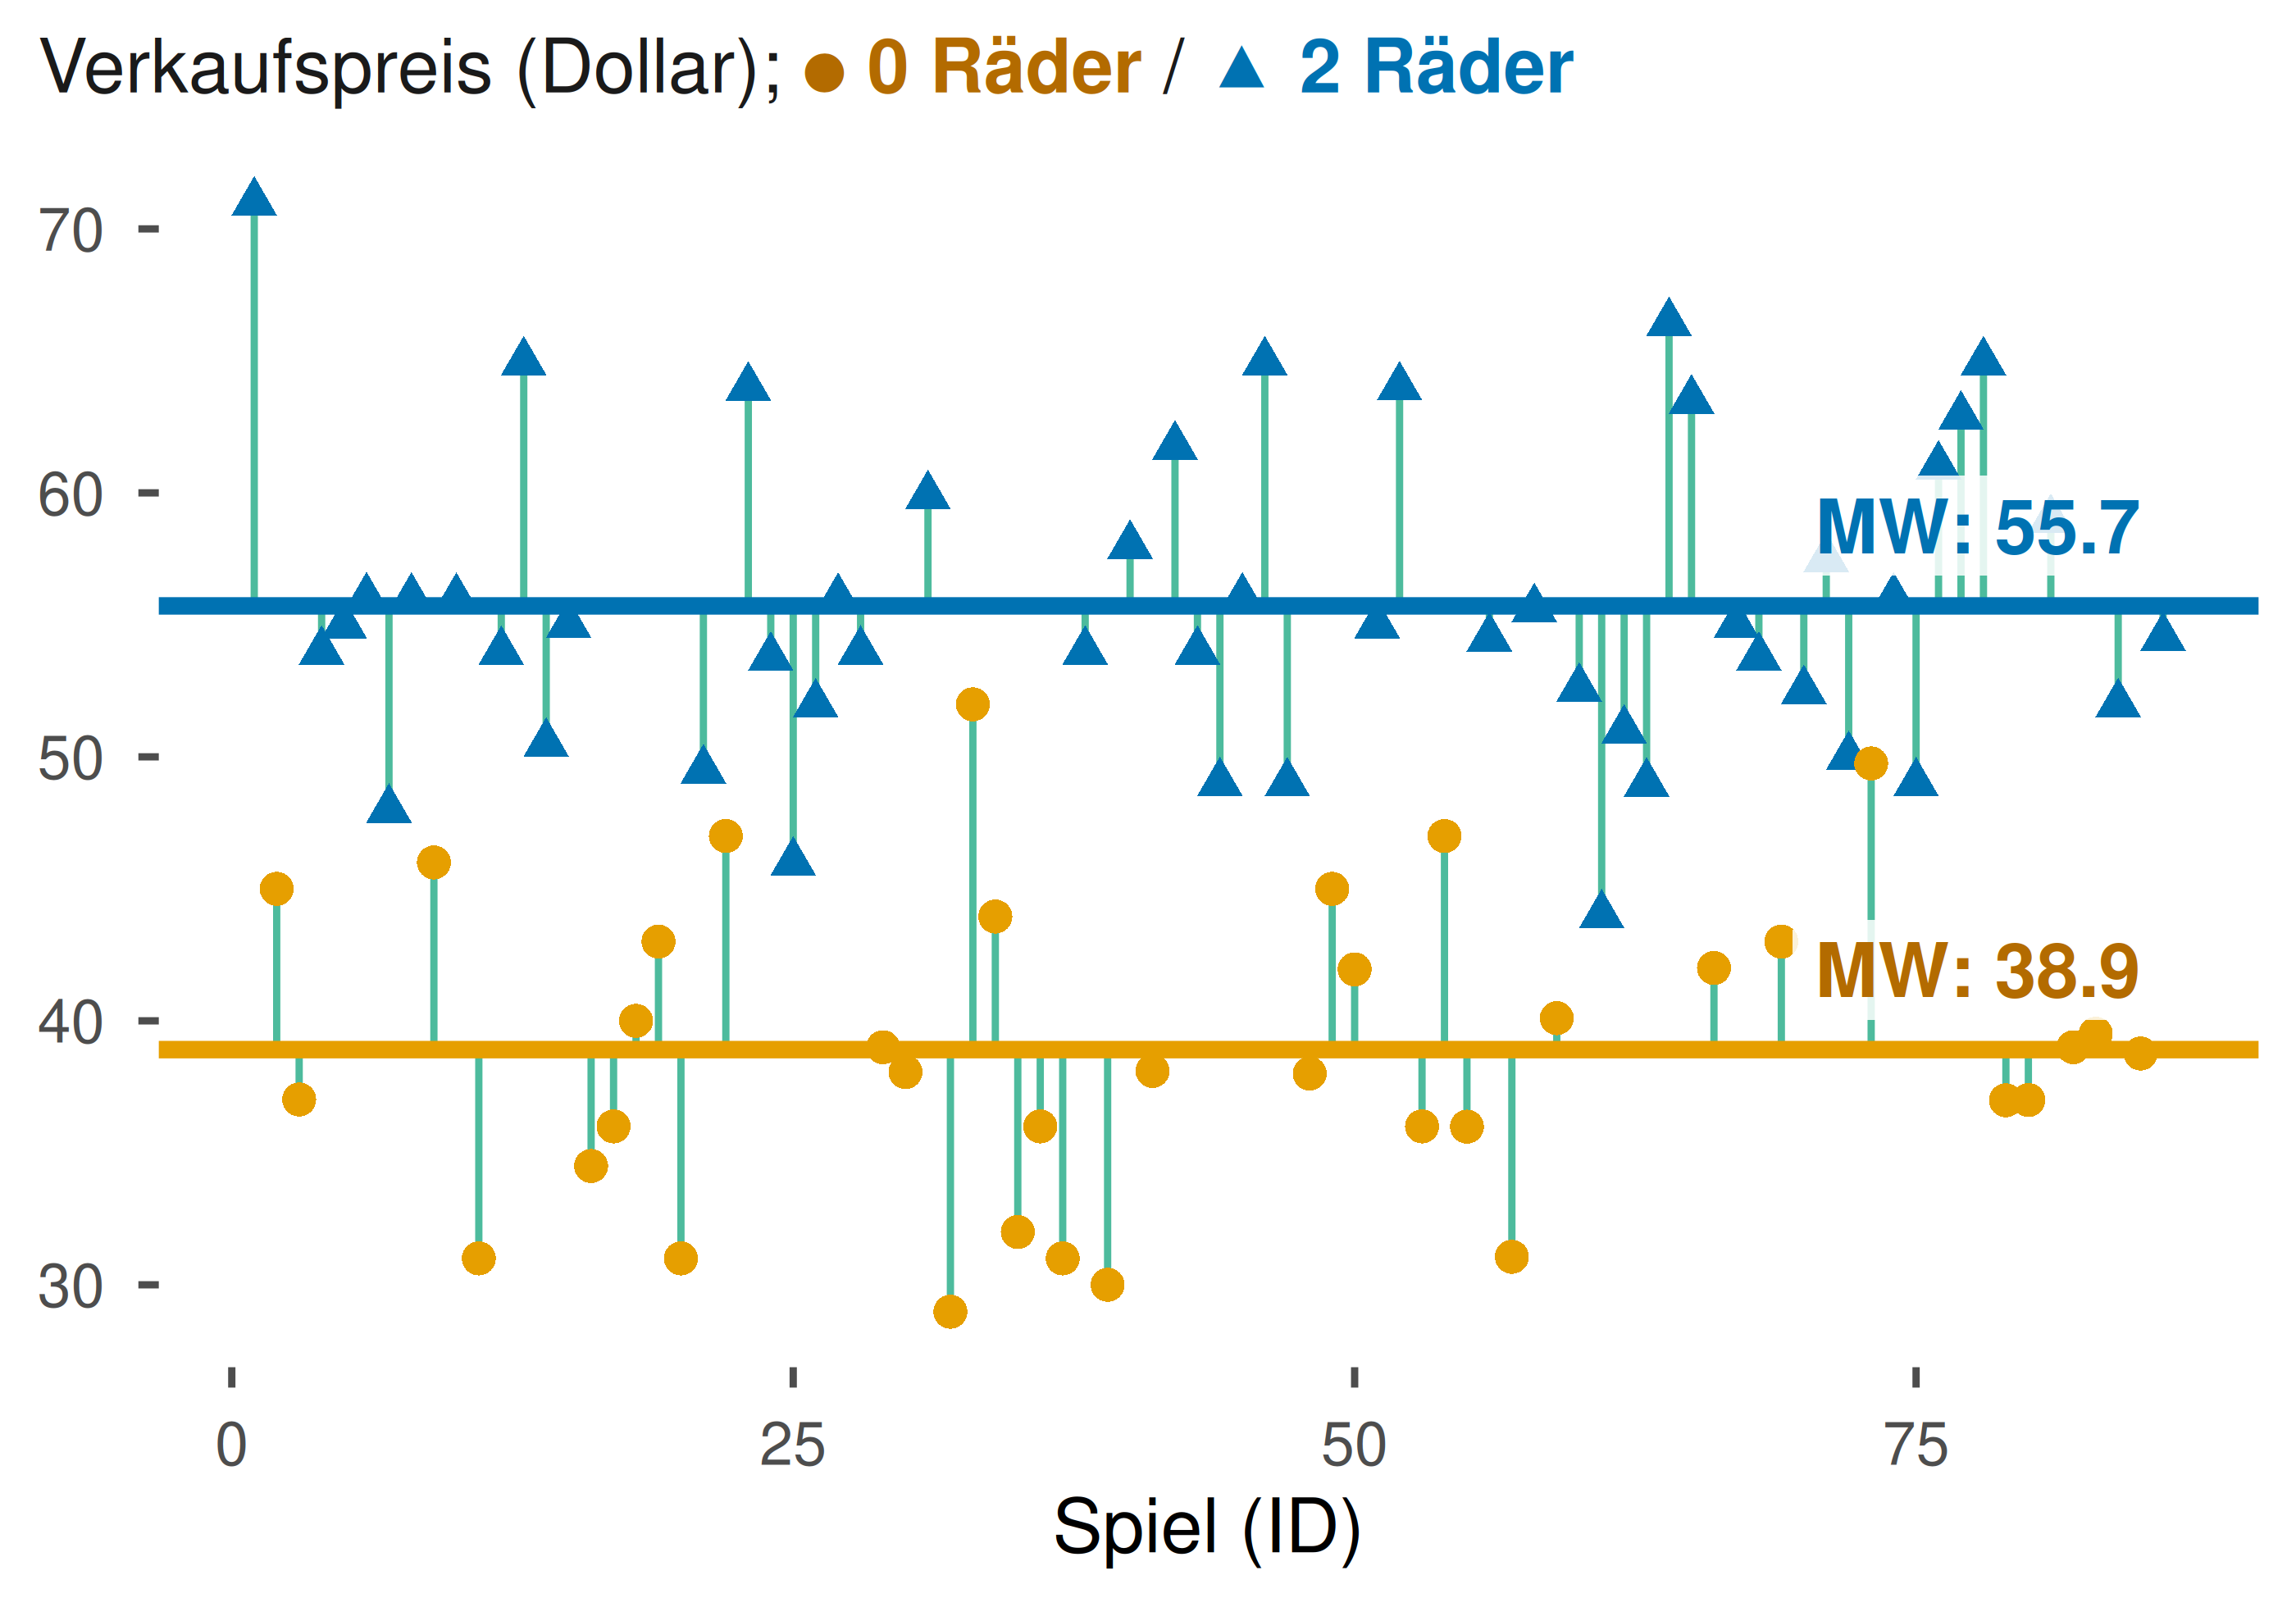 Verkaufspreis (Dollar); ● 0 Räder / ▲ 2 Räder
70
60
MW: 55.7
50
MW: 38.9
40
30
0 25 50 75
Spiel (ID)